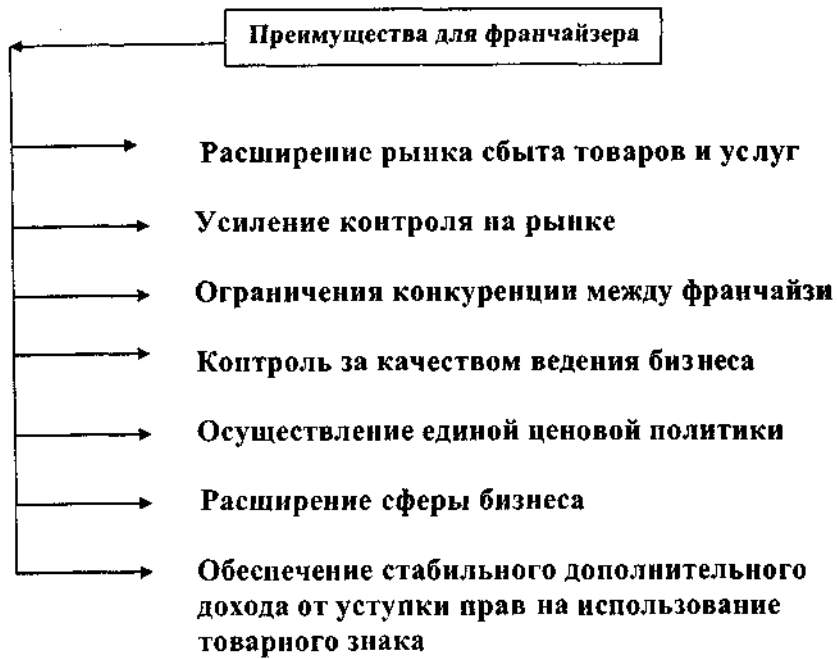 Преимущества для франчайзера
Расширение рынка сбыта товаров и услуг
Усиление контроля на рынке
Ограничения конкуренции между франчайзи
Контроль за качеством ведения бизнеса
Осуществление единой ценовой политики
Расширение сферы бизнеса
Обеспечение стабильного дополнительного
дохода от уступки прав на использование
товарного знака